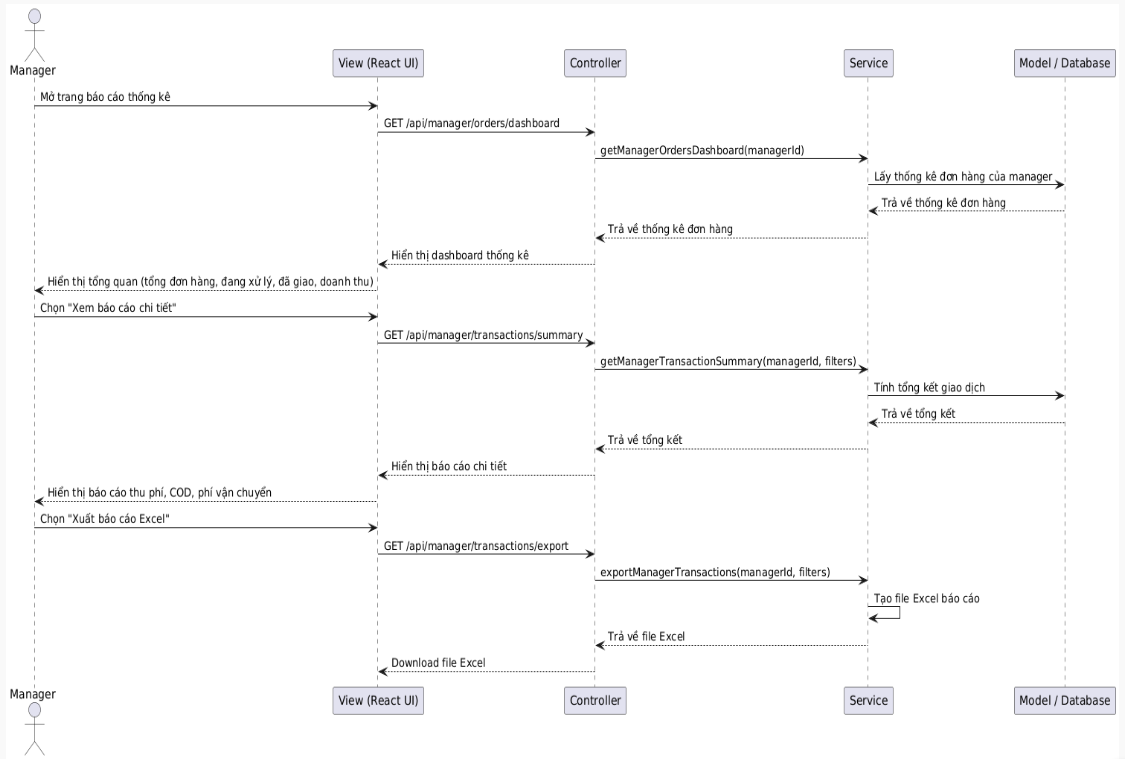 Manager
View (React UI)
Controller
Service
Model / Database
Mở trang báo cáo thống kê
GET /api/manager/orders/dashboard
getManagerOrdersDashboard(managerId)
Lấy thống kê đơn hàng của manager
Trả về thống kê đơn hàng
Trả về thống kê đơn hàng
Hiển thị dashboard thống kê
Hiển thị tổng quan (tổng đơn hàng, đang xử lý, đã giao, doanh thu)
Chọn "Xem báo cáo chi tiết"
GET /api/manager/transactions/summary
getManagerTransactionSummary(managerId, filters)
Tính tổng kết giao dịch
Trả về tổng kết
Trả về tổng kết
Hiển thị báo cáo chi tiết
Hiển thị báo cáo thu phí, COD, phí vận chuyển
Chọn "Xuất báo cáo Excel"
GET /api/manager/transactions/export
exportManagerTransactions(managerId, filters)
Tạo file Excel báo cáo
Trả về file Excel
Download file Excel
Manager
View (React UI)
Controller
Service
Model / Database